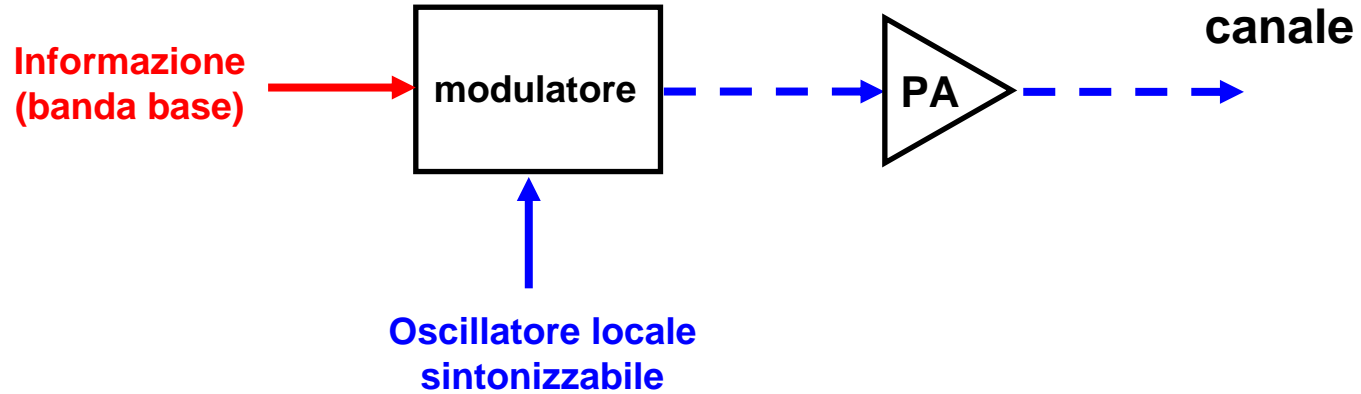 Informazione
(banda base)
modulatore
PA
canale
Oscillatore locale
sintonizzabile